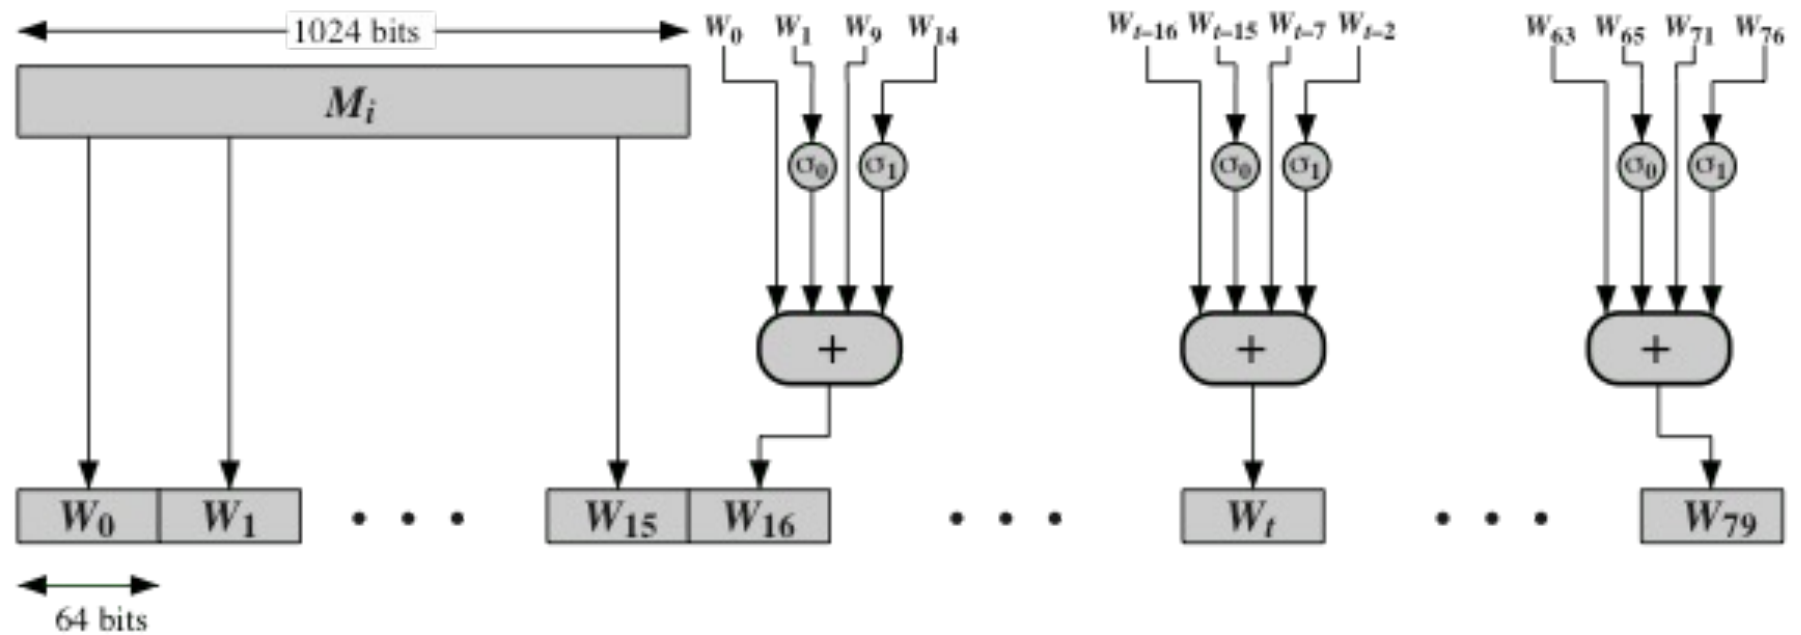 1024 bits
W0 W1 W9 W14
Wt–16 Wt–15 Wt–7 Wt–2
W63 W65 W71 W76
Mi
σ0 σ1
σ0 σ1
σ0 σ1
+
+
+
W0 W1 • • • W15 W16 • • • Wt • • • W79
64 bits